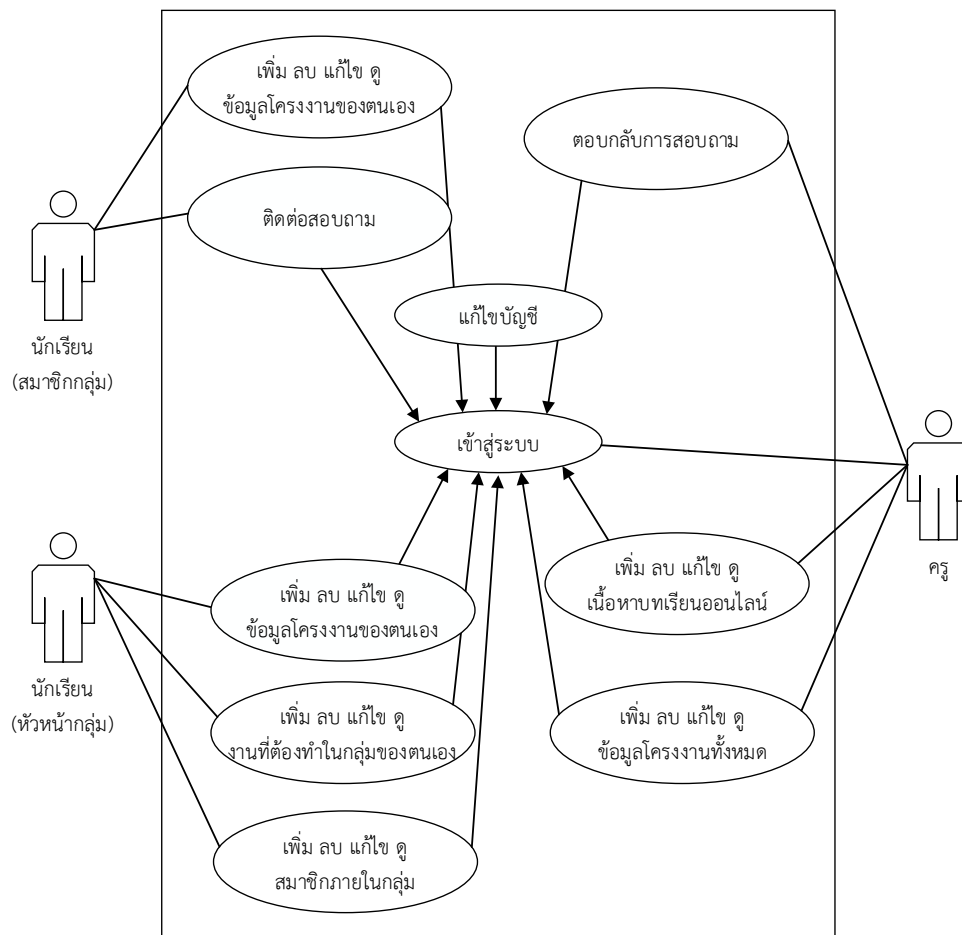 เพิ่ม ลบ แก้ไข ดู
ข้อมูลโครงงานของตนเอง
ตอบกลับการสอบถาม
ติดต่อสอบถาม
แก้ไขบัญชี
นักเรียน
(สมาชิกกลุ่ม)
เข้าสู่ระบบ
เพิ่ม ลบ แก้ไข ดู
ข้อมูลโครงงานของตนเอง
เพิ่ม ลบ แก้ไข ดู
เนื้อหาบทเรียนออนไลน์
ครู
นักเรียน
(หัวหน้ากลุ่ม)
เพิ่ม ลบ แก้ไข ดู
งานที่ต้องทำในกลุ่มของตนเอง
เพิ่ม ลบ แก้ไข ดู
ข้อมูลโครงงานทั้งหมด
เพิ่ม ลบ แก้ไข ดู
สมาชิกภายในกลุ่ม